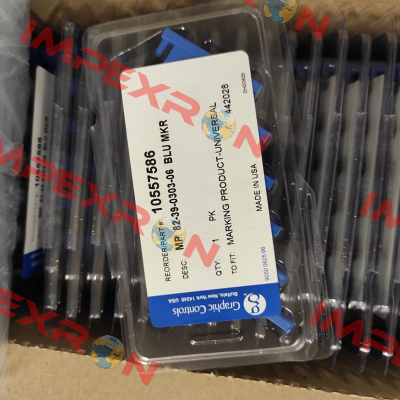 REORDER PART# 10557586
DESC. MP 82-39-0303-06 BLU MKR
QTY. 1 PK
TO FIT: MARKING PRODUCT-UNIVERSAL
442028
MADE IN USA
gc
Graphic Controls
Buffalo, New York 14240
USA
IMPEXRON
IMPEXRON
IMPEXRON